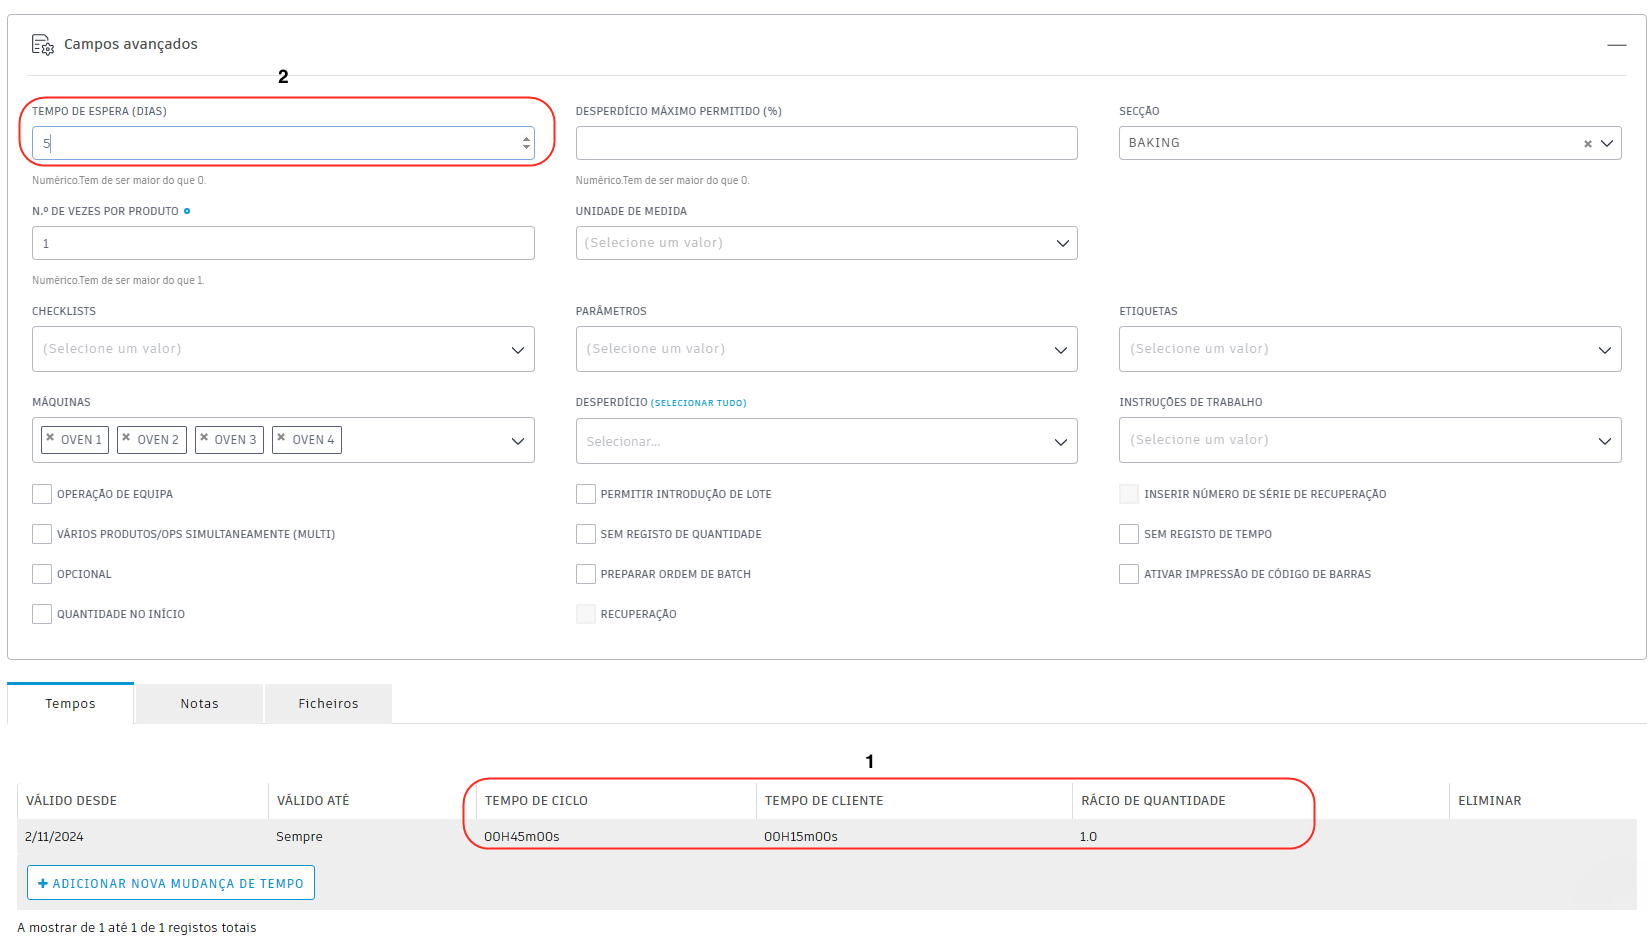 Campos avançados
2
TEMPO DE ESPERA (DIAS)
5
Numérico.Tem de ser maior do que 0.
DESPERDÍCIO MÁXIMO PERMITIDO (%)
Numérico.Tem de ser maior do que 0.
SECÇÃO
BAKING
N.º DE VEZES POR PRODUTO
1
Numérico.Tem de ser maior do que 1.
UNIDADE DE MEDIDA
(Selecione um valor)
CHECKLISTS
(Selecione um valor)
PARÂMETROS
(Selecione um valor)
ETIQUETAS
(Selecione um valor)
MÁQUINAS
OVEN 1 OVEN 2 OVEN 3 OVEN 4
DESPERDÍCIO (SELECIONAR TUDO)
Selecionar...
INSTRUÇÕES DE TRABALHO
(Selecione um valor)
OPERAÇÃO DE EQUIPA
PERMITIR INTRODUÇÃO DE LOTE
INSERIR NÚMERO DE SÉRIE DE RECUPERAÇÃO
VÁRIOS PRODUTOS/OPS SIMULTANEAMENTE (MULTI)
SEM REGISTO DE QUANTIDADE
SEM REGISTO DE TEMPO
OPCIONAL
PREPARAR ORDEM DE BATCH
ATIVAR IMPRESSÃO DE CÓDIGO DE BARRAS
QUANTIDADE NO INÍCIO
RECUPERAÇÃO
Tempos Notas Ficheiros
1
VÁLIDO DESDE VÁLIDO ATÉ TEMPO DE CICLO TEMPO DE CLIENTE RÁCIO DE QUANTIDADE ELIMINAR
2/11/2024 Sempre 00H45m00s 00H15m00s 1.0
+ ADICIONAR NOVA MUDANÇA DE TEMPO
A mostrar de 1 até 1 de 1 registos totais